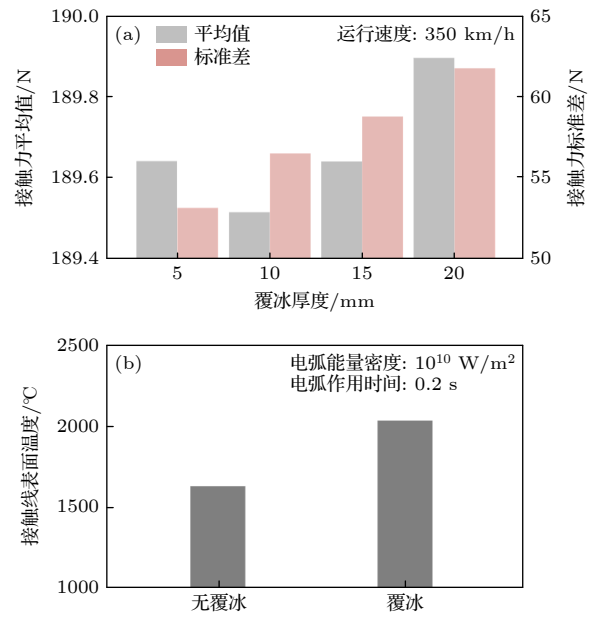 (a)
平均值
标准差
运行速度: 350 km/h
190.0
189.8
189.6
189.4
接触力平均值/N
65
60
55
50
接触力标准差/N
5 10 15 20
覆冰厚度/mm
(b)
电弧能量密度: 10¹⁰ W/m²
电弧作用时间: 0.2 s
2500
2000
1500
1000
接触线表面温度/℃
无覆冰 覆冰